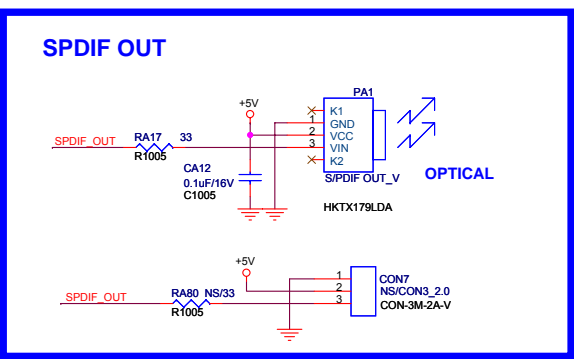 SPDIF OUT
PA1
+5V
K1
1 GND
2 VCC
SPDIF_OUT RA17 33 3 VIN
R1005 K2
CA12
0.1uF/16V
C1005
S/PDIF OUT_V
OPTICAL
HKTX179LDA
+5V
1 CON7
2 NS/CON3_2.0
SPDIF_OUT RA80 NS/33 3 CON-3M-2A-V
R1005